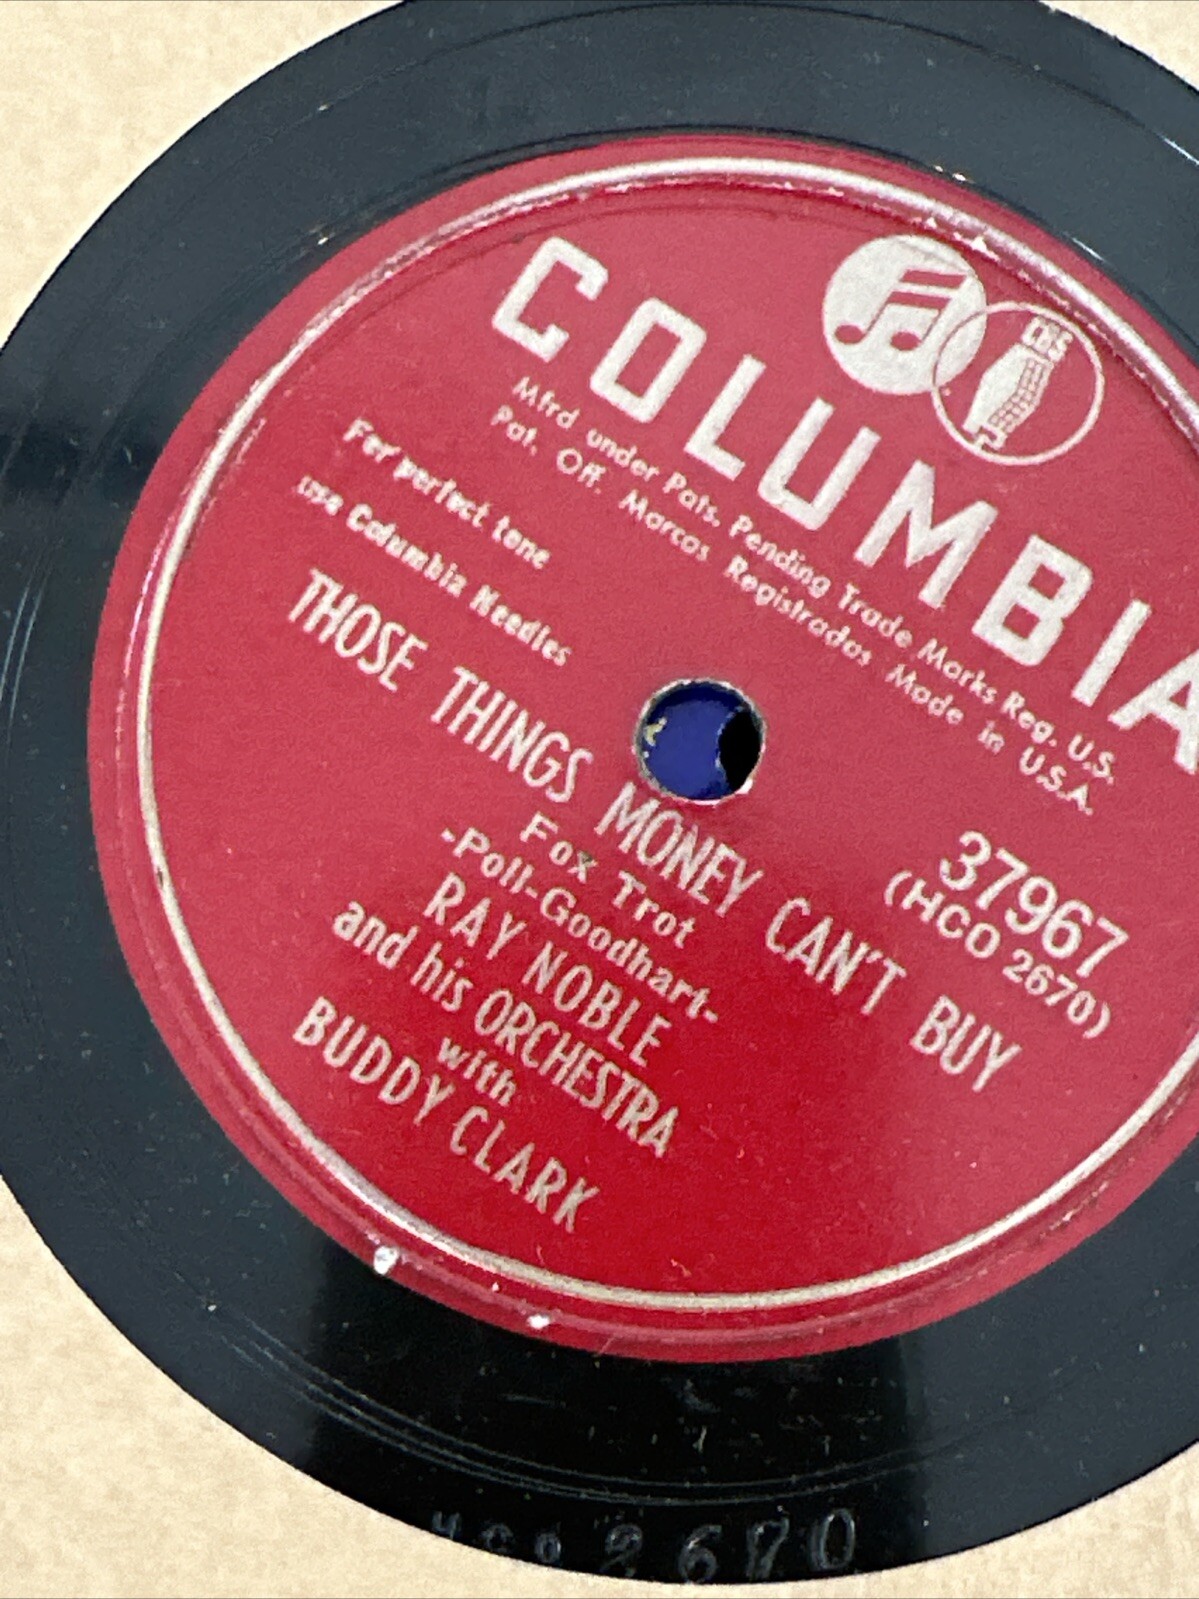 CBS
COLUMBIA
Mfrd under Pats. Pending Trade Marks Reg. U.S.
Pat. Off. Marcas Registradas Made in U.S.A.
For perfect tone
use Columbia Needles
37967
(HCO 2670)
THOSE THINGS MONEY CAN'T BUY
Fox Trot
-Poll-Goodhart-
RAY NOBLE
and his ORCHESTRA
with
BUDDY CLARK
HCO 2670